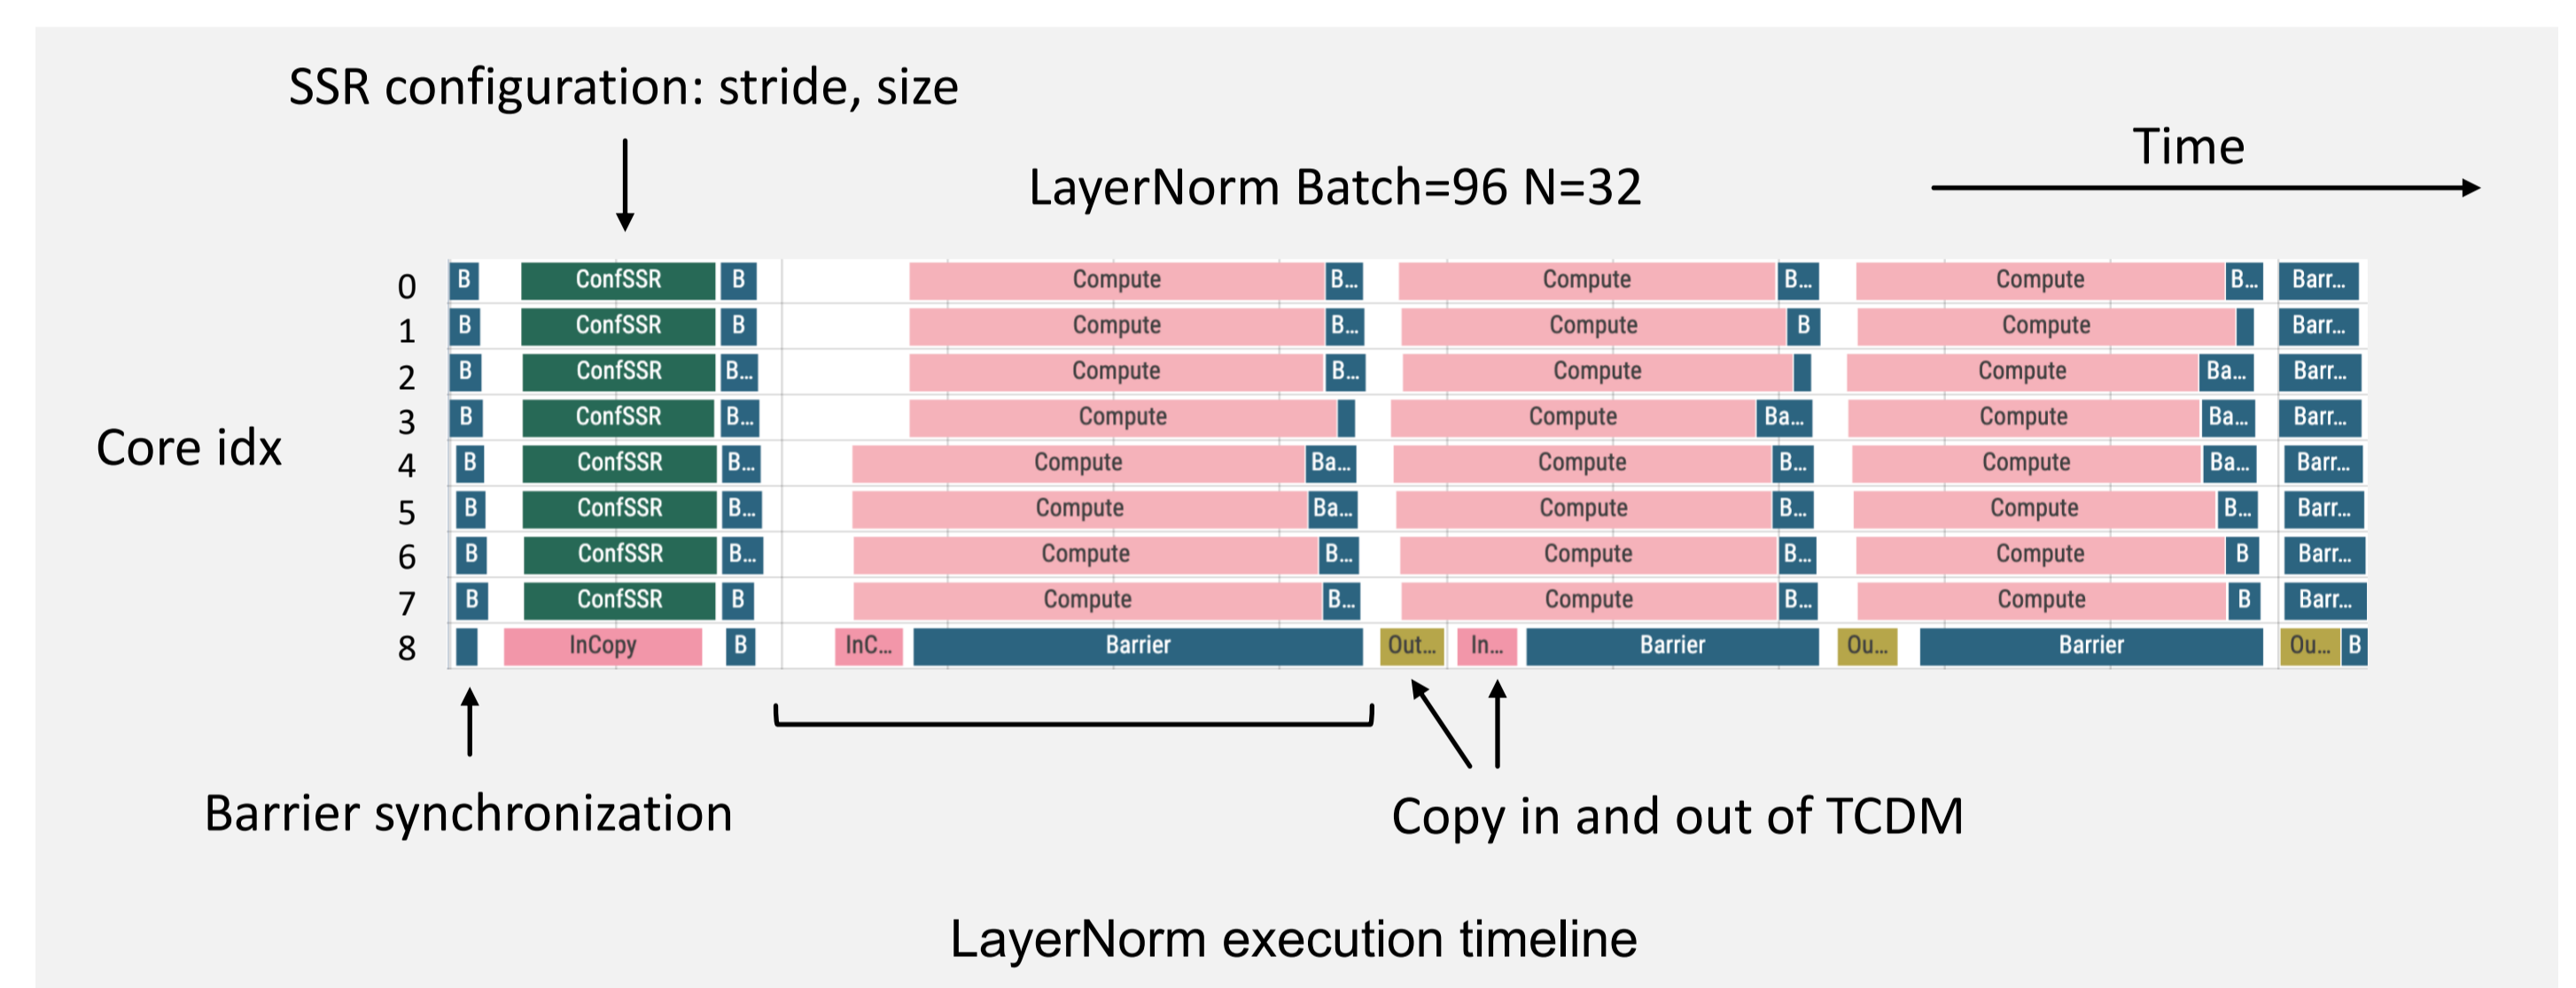 SSR configuration: stride, size
Time
LayerNorm Batch=96 N=32
0 B ConfSSR B Compute B... Compute B... Compute B... Barr...
1 B ConfSSR B Compute B... Compute B Compute Barr...
2 B ConfSSR B... Compute B... Compute Compute Ba... Barr...
3 B ConfSSR B... Compute Compute Ba... Compute Ba... Barr...
Core idx
4 B ConfSSR B... Compute Ba... Compute B... Compute Ba... Barr...
5 B ConfSSR B... Compute Ba... Compute B... Compute B... Barr...
6 B ConfSSR B... Compute B... Compute B... Compute B Barr...
7 B ConfSSR B Compute B... Compute B... Compute B Barr...
8 InCopy B InC... Barrier Out... In... Barrier Ou... Barrier Ou... B
Barrier synchronization
Copy in and out of TCDM
LayerNorm execution timeline